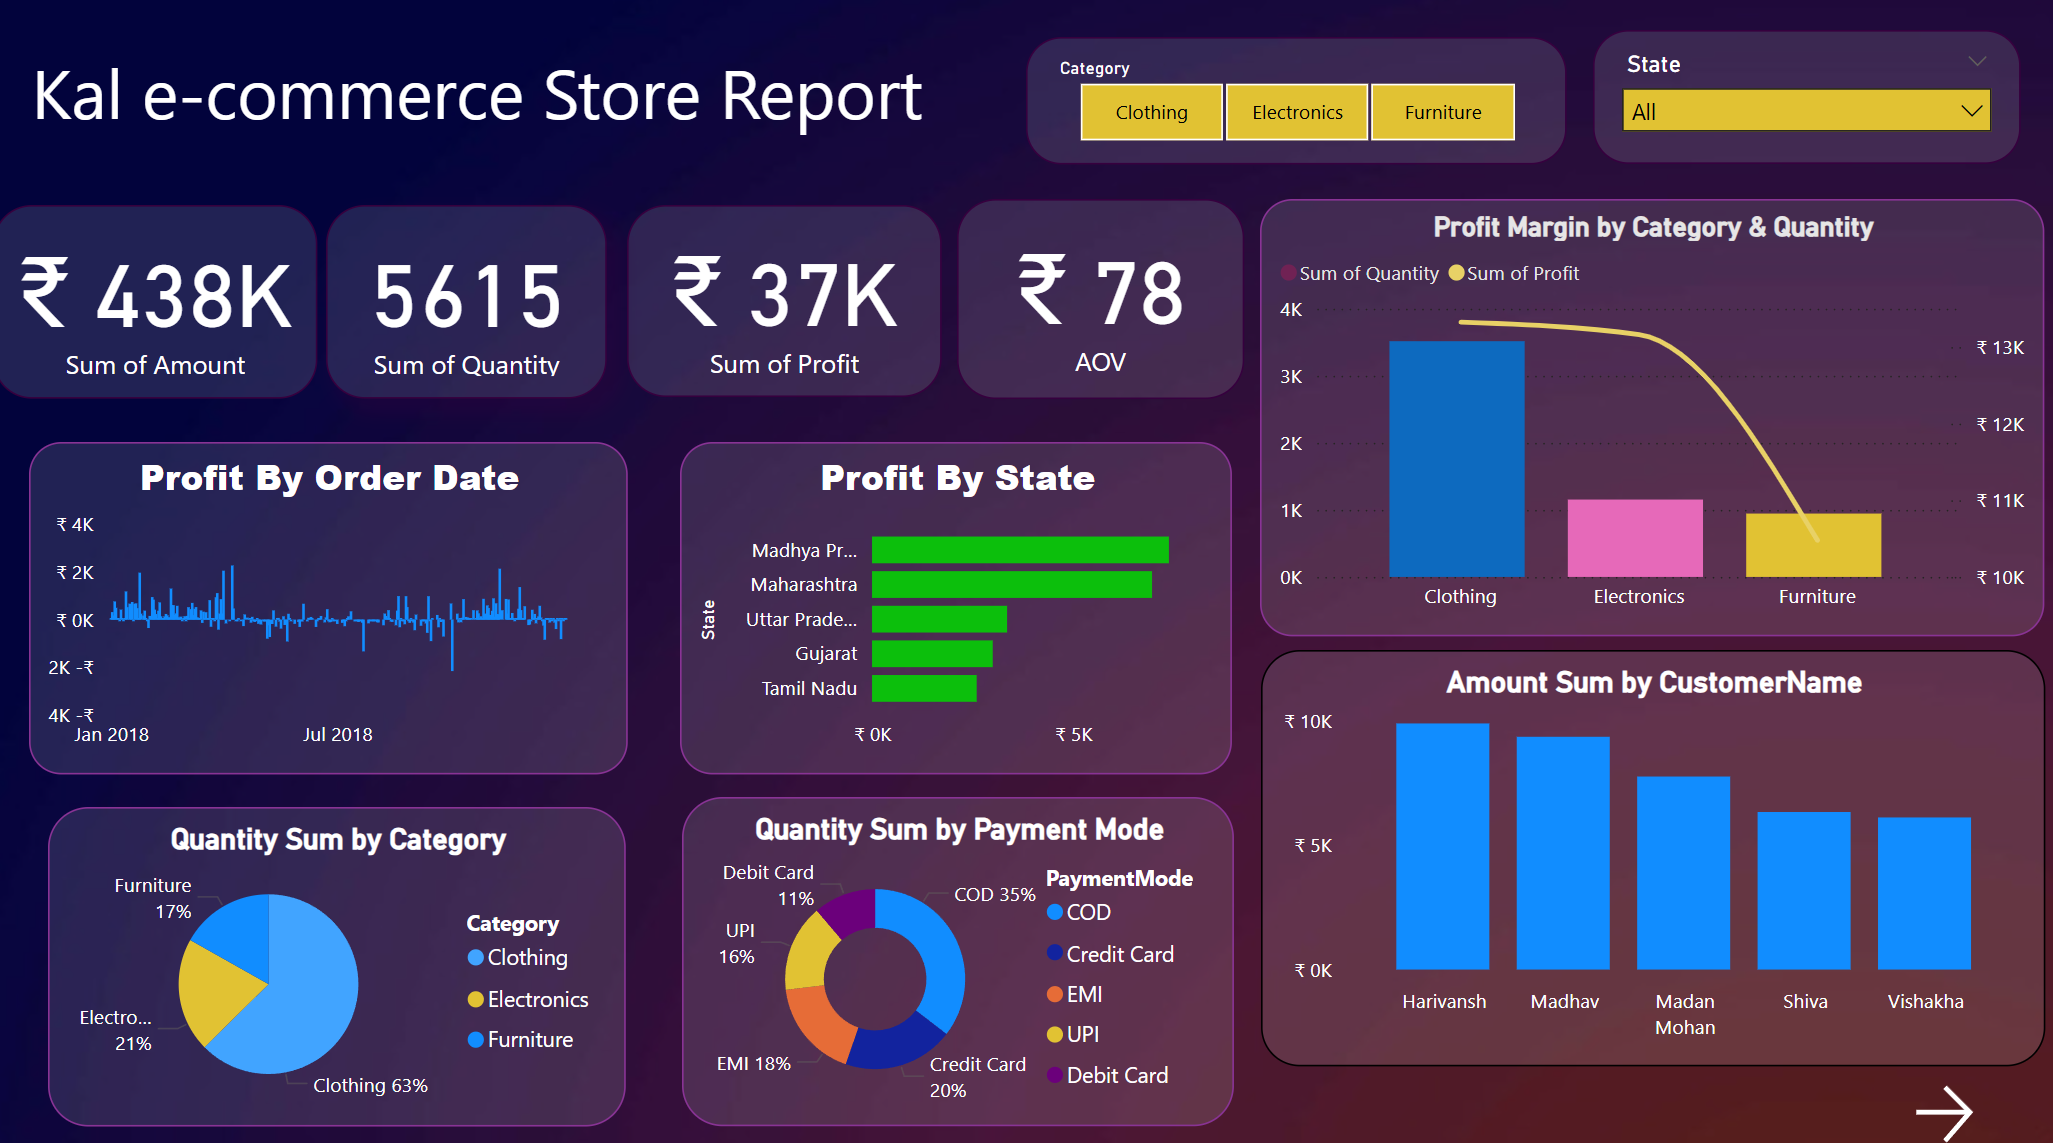 Kal e-commerce Store Report
Category
Clothing
Electronics
Furniture
State
All
₹ 438K
Sum of Amount
5615
Sum of Quantity
₹ 37K
Sum of Profit
₹ 78
AOV
Profit Margin by Category & Quantity
Sum of Quantity
Sum of Profit
4K
3K
2K
1K
0K
₹ 13K
₹ 12K
₹ 11K
₹ 10K
Clothing
Electronics
Furniture
Profit By Order Date
₹ 4K
₹ 2K
₹ 0K
2K -₹
4K -₹
Jan 2018
Jul 2018
Profit By State
State
Madhya Pr...
Maharashtra
Uttar Prade...
Gujarat
Tamil Nadu
₹ 0K
₹ 5K
Amount Sum by CustomerName
₹ 10K
₹ 5K
₹ 0K
Harivansh
Madhav
Madan
Mohan
Shiva
Vishakha
Quantity Sum by Category
Furniture
17%
Electro...
21%
Clothing 63%
Category
Clothing
Electronics
Furniture
Quantity Sum by Payment Mode
Debit Card
11%
UPI
16%
EMI 18%
COD 35%
Credit Card
20%
PaymentMode
COD
Credit Card
EMI
UPI
Debit Card